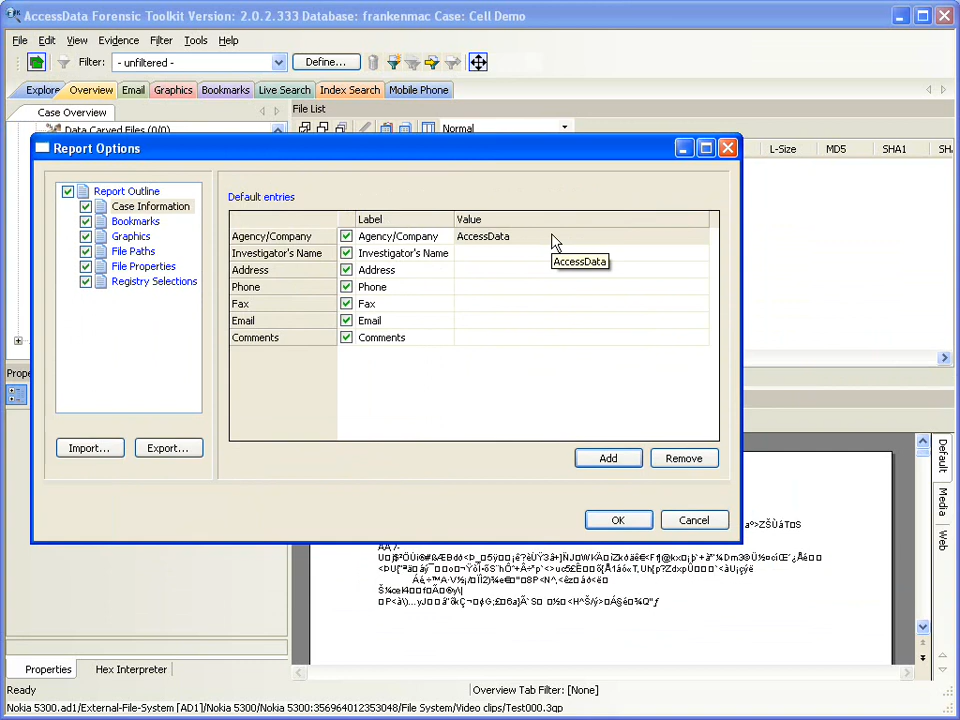 AccessData Forensic Toolkit Version: 2.0.2.333 Database: frankenmac Case: Cell Demo
File Edit View Evidence Filter Tools Help
Filter: - unfiltered - Define...
Explore Overview Email Graphics Bookmarks Live Search Index Search Mobile Phone
Case Overview File List
Data Carved Files (0/0) Normal
L-Size MD5 SHA1 SH
Report Options
Report Outline
Case Information
Bookmarks
Graphics
File Paths
File Properties
Registry Selections
Import... Export...
Default entries
Label Value
Agency/Company Agency/Company AccessData
Investigator's Name Investigator's Name
AccessData
Address Address
Phone Phone
Fax Fax
Email Email
Comments Comments
Add Remove
OK Cancel
Prope
Default
Media
Web
Properties Hex Interpreter
Ready Overview Tab Filter: [None]
Nokia 5300.ad1/External-File-System [AD1]/Nokia 5300/Nokia 5300:356964012353048/File System/Video clips/Test000.3gp